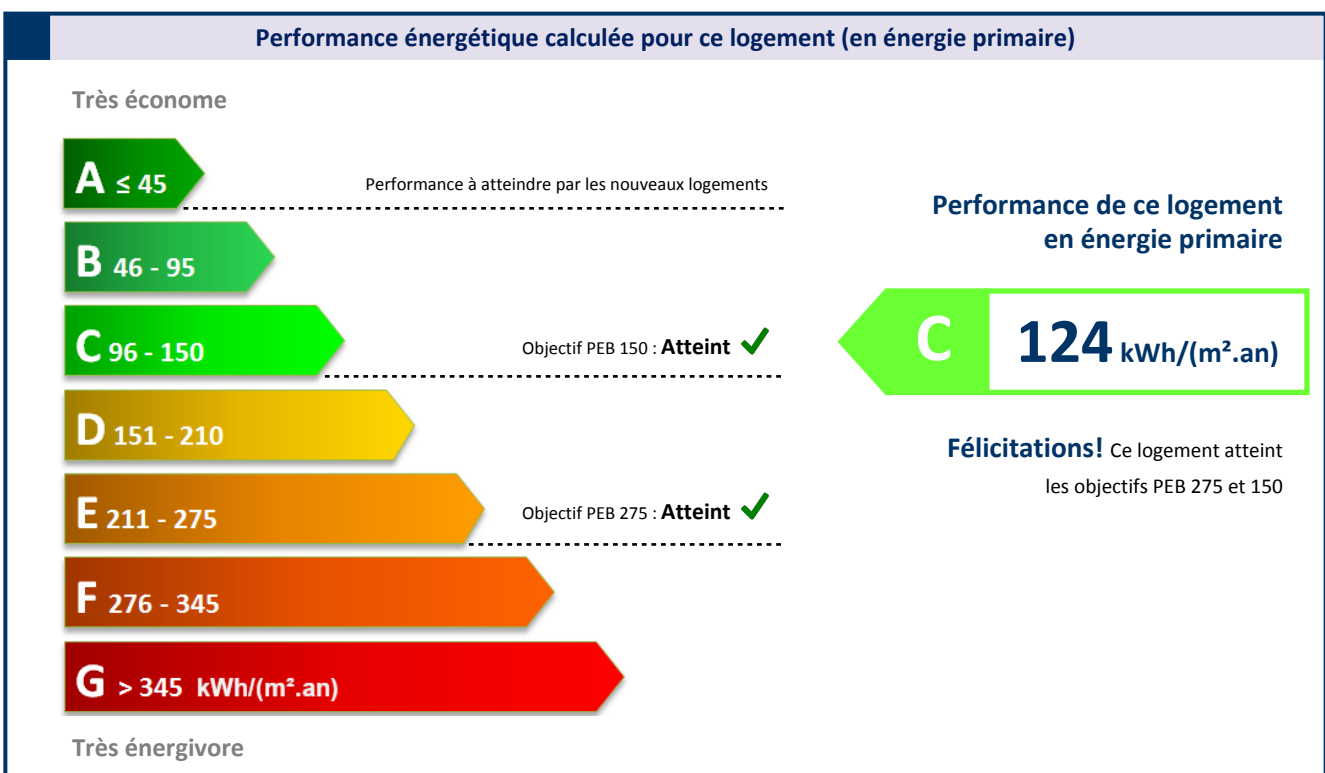 Performance énergétique calculée pour ce logement (en énergie primaire)
Très économe
A ≤ 45
Performance à atteindre par les nouveaux logements
B 46 - 95
C 96 - 150
Objectif PEB 150 : Atteint
D 151 - 210
E 211 - 275
Objectif PEB 275 : Atteint
F 276 - 345
G > 345 kWh/(m².an)
Très énergivore
Performance de ce logement
en énergie primaire
C 124 kWh/(m².an)
Félicitations! Ce logement atteint
les objectifs PEB 275 et 150